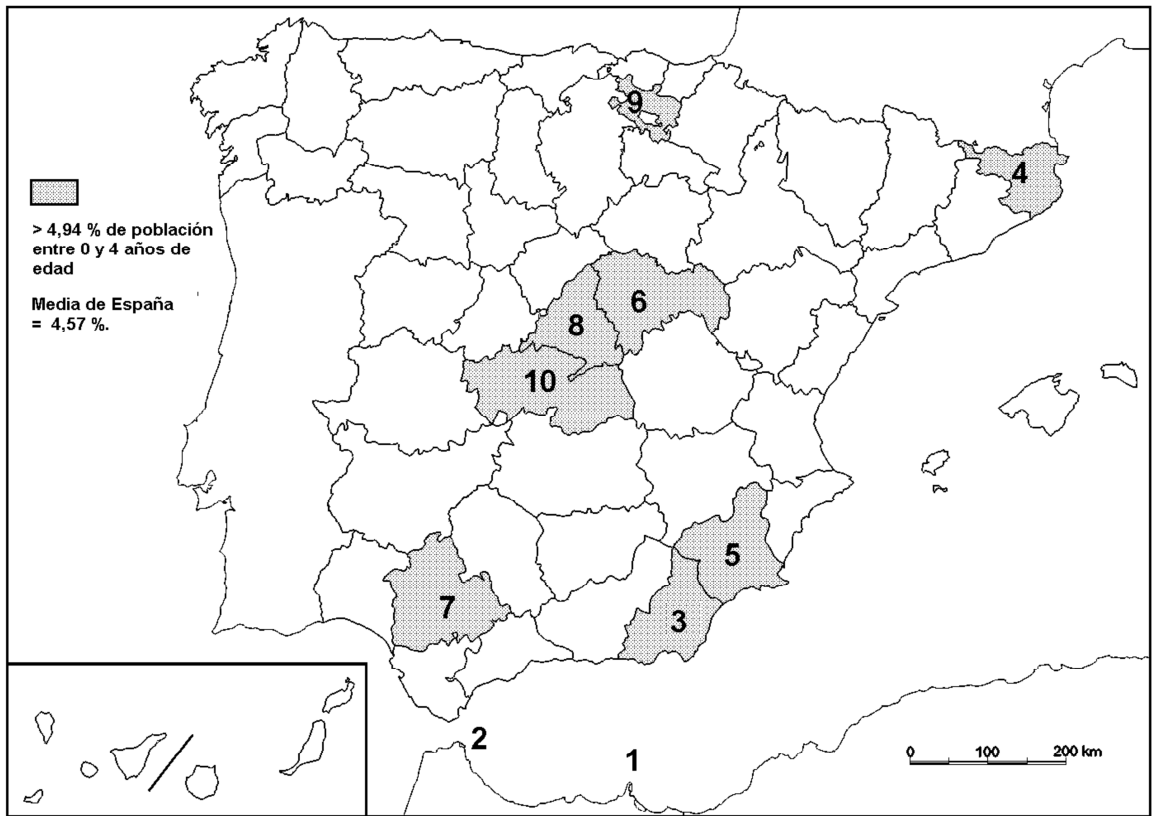 9
4
> 4,94 % de población
entre 0 y 4 años de
edad
Media de España
= 4,57 %.
6
8
10
5
7
3
2
1
0 100 200 km